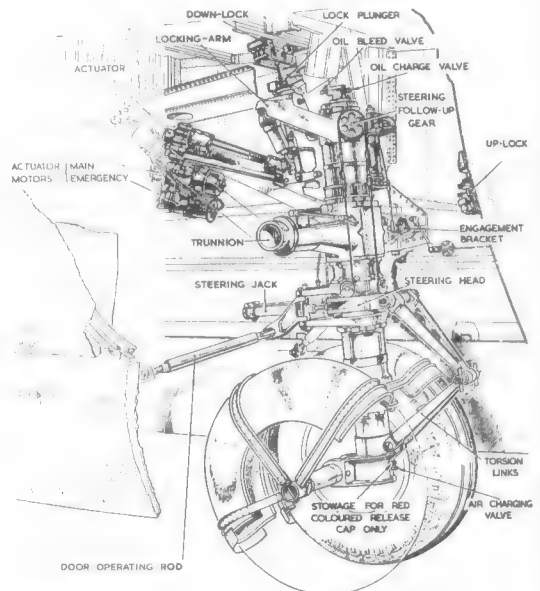 DOWN-LOCK
LOCK PLUNGER
LOCKING-ARM
OIL BLEED VALVE
ACTUATOR
OIL CHARGE VALVE
STEERING
FOLLOW-UP
GEAR
UP-LOCK
ACTUATOR
MOTORS
MAIN
EMERGENCY
ENGAGEMENT
BRACKET
TRUNNION
STEERING JACK
STEERING HEAD
TORSION
LINKS
STOWAGE FOR RED
COLOURED RELEASE
CAP ONLY
AIR CHARGING
VALVE
DOOR OPERATING ROD